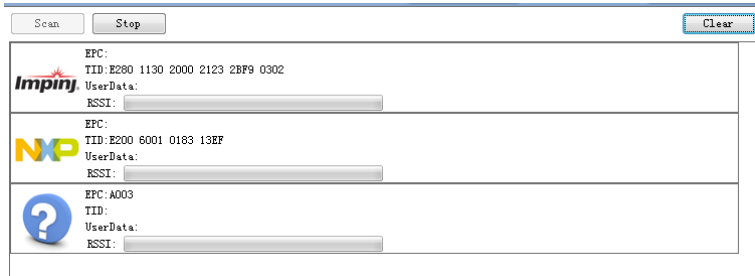 Scan Stop Clear
EPC:
TID:E280 1130 2000 2123 2BF9 0302
Impinj. UserData:
RSSI:
EPC:
TID:E200 6001 0183 13EF
NXP UserData:
RSSI:
EPC:A003
TID:
? UserData:
RSSI: